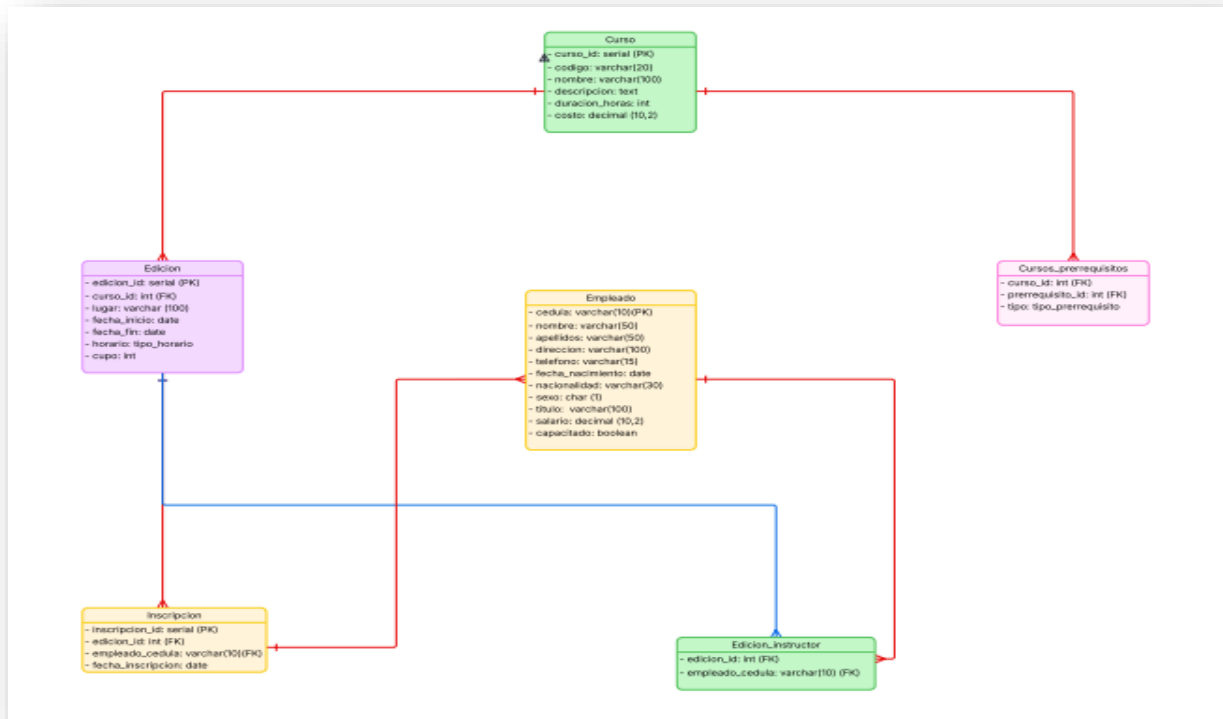 Curso
- curso_id: serial (PK)
- codigo: varchar(20)
- nombre: varchar(100)
- descripcion: text
- duracion_horas: int
- costo: decimal (10,2)
Edicion
- edicion_id: serial (PK)
- curso_id: int (FK)
- lugar: varchar (100)
- fecha_inicio: date
- fecha_fin: date
- horario: tipo_horario
- cupo: int
Cursos_prerrequisitos
- curso_id: int (FK)
- prerrequisito_id: int (FK)
- tipo: tipo_prerrequisito
Empleado
- cedula: varchar(10)(PK)
- nombre: varchar(50)
- apellidos: varchar(50)
- direccion: varchar(100)
- telefono: varchar(15)
- fecha_nacimiento: date
- nacionalidad: varchar(30)
- sexo: char (1)
- titulo: varchar(100)
- salario: decimal (10,2)
- capacitado: boolean
Inscripcion
- inscripcion_id: serial (PK)
- edicion_id: int (FK)
- empleado_cedula: varchar(10)(FK)
- fecha_inscripcion: date
Edicion_instructor
- edicion_id: int (FK)
- empleado_cedula: varchar(10) (FK)